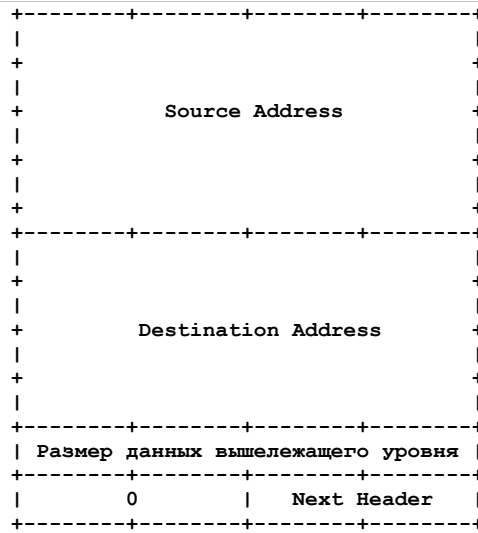 Source Address
Destination Address
Размер данных вышележащего уровня
0 | Next Header